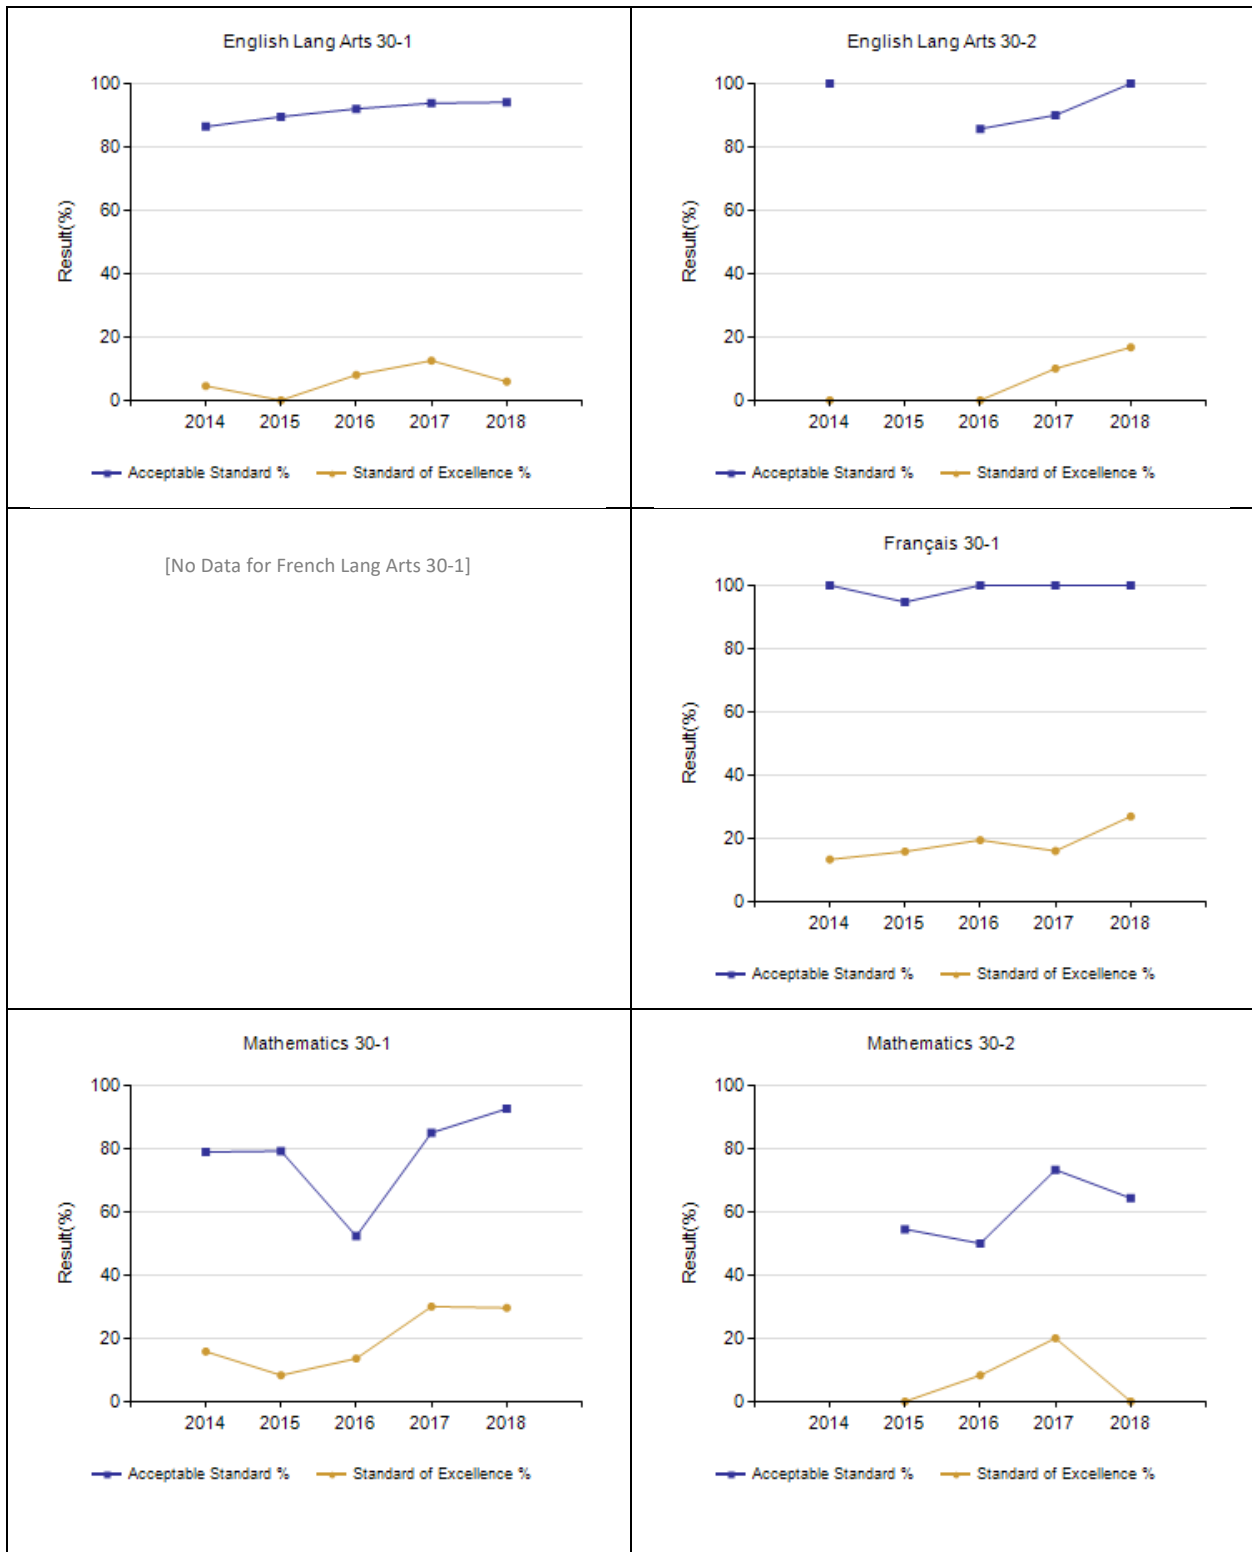 English Lang Arts 30-1
100
80
60
40
20
0
Result(%)
2014 2015 2016 2017 2018
Acceptable Standard % Standard of Excellence %
English Lang Arts 30-2
100
80
60
40
20
0
Result(%)
2014 2015 2016 2017 2018
Acceptable Standard % Standard of Excellence %
[No Data for French Lang Arts 30-1]
Français 30-1
100
80
60
40
20
0
Result(%)
2014 2015 2016 2017 2018
Acceptable Standard % Standard of Excellence %
Mathematics 30-1
100
80
60
40
20
0
Result(%)
2014 2015 2016 2017 2018
Acceptable Standard % Standard of Excellence %
Mathematics 30-2
100
80
60
40
20
0
Result(%)
2014 2015 2016 2017 2018
Acceptable Standard % Standard of Excellence %